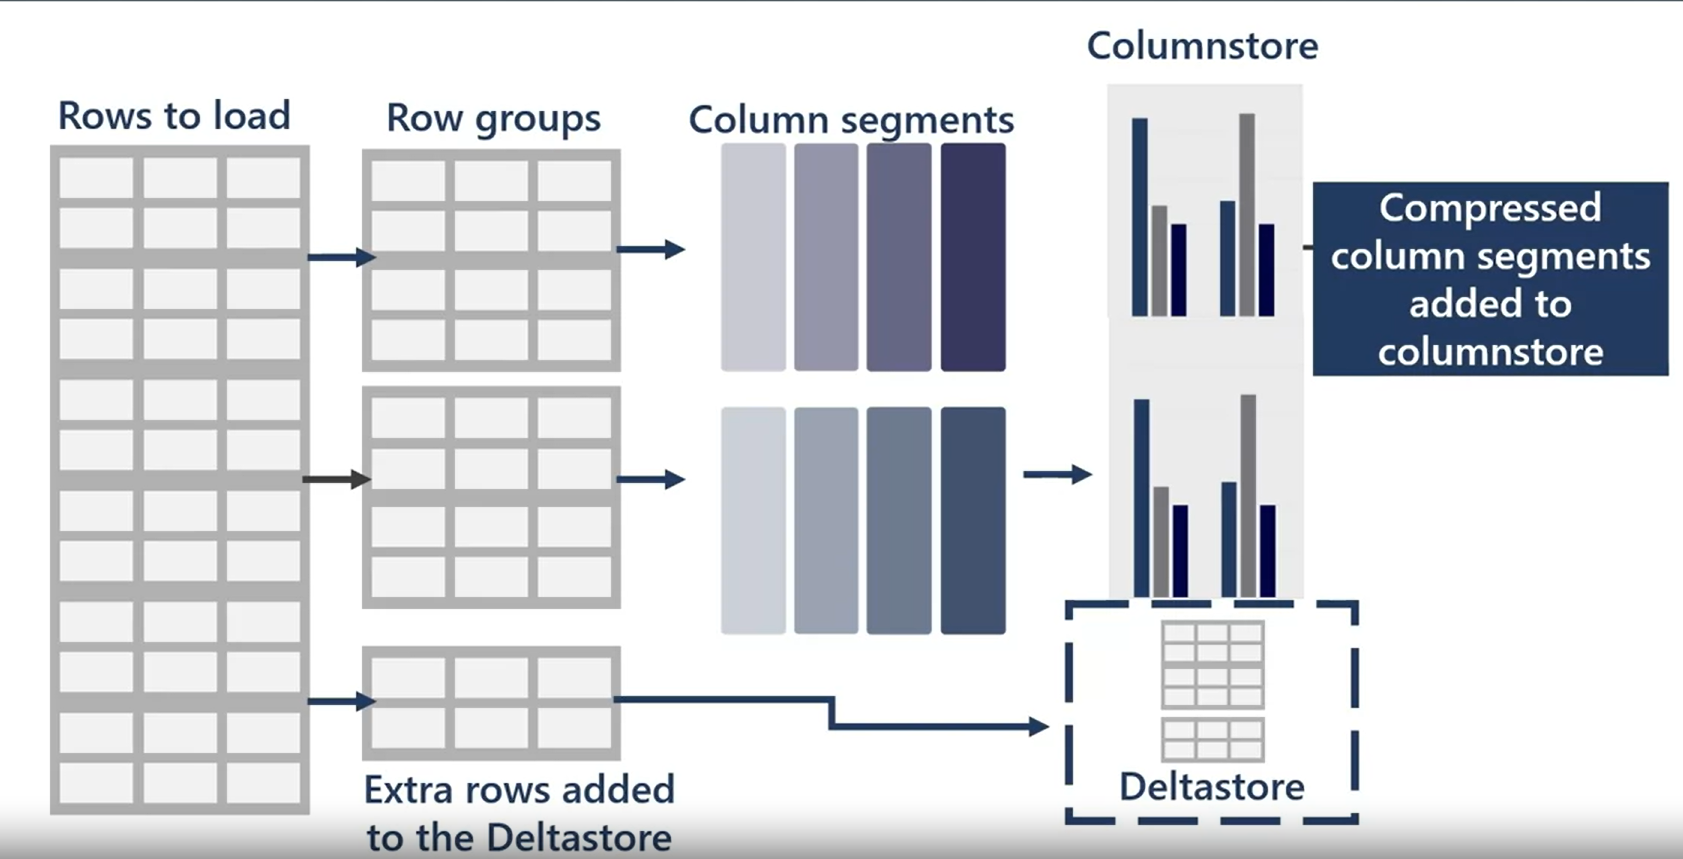 Columnstore
Rows to load
Row groups
Column segments
Compressed
column segments
added to
columnstore
Extra rows added
to the Deltastore
Deltastore